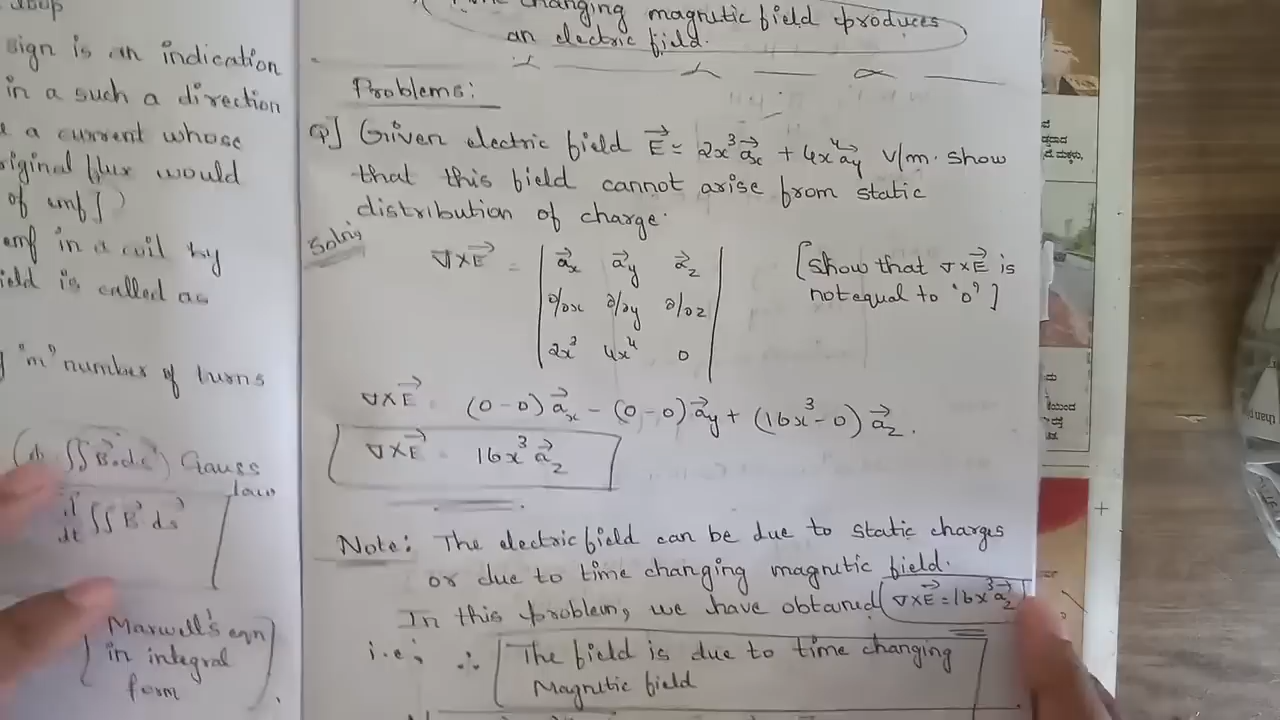 sign is an indication
in a such a direction
a current whose
original flux would
of emf])
emf in a coil by
field is called as
"m" number of turns
∬B.ds) Gauss
law
d/dt ∬B ds
Maxwell's eqn
in integral
form
changing magnetic field produces
an electric field.
Problems:
Q] Given electric field E⃗ = 2x³a⃗x + 4x⁴a⃗y V/m. show
that this field cannot arise from static
distribution of charge.
Soln;
∇×E⃗ = | a⃗x a⃗y a⃗z [show that ∇×E⃗ is
∂/∂x ∂/∂y ∂/∂z not equal to '0']
2x³ 4x⁴ 0 |
∇×E⃗ = (0-0)a⃗x - (0-0)a⃗y + (16x³-0)a⃗z.
∇×E⃗ = 16x³a⃗z
Note: The electric field can be due to static charges
or due to time changing magnetic field.
In this problem, we have obtained (∇×E⃗ = 16x³a⃗z)
i.e; ∴ The field is due to time changing
Magnetic field